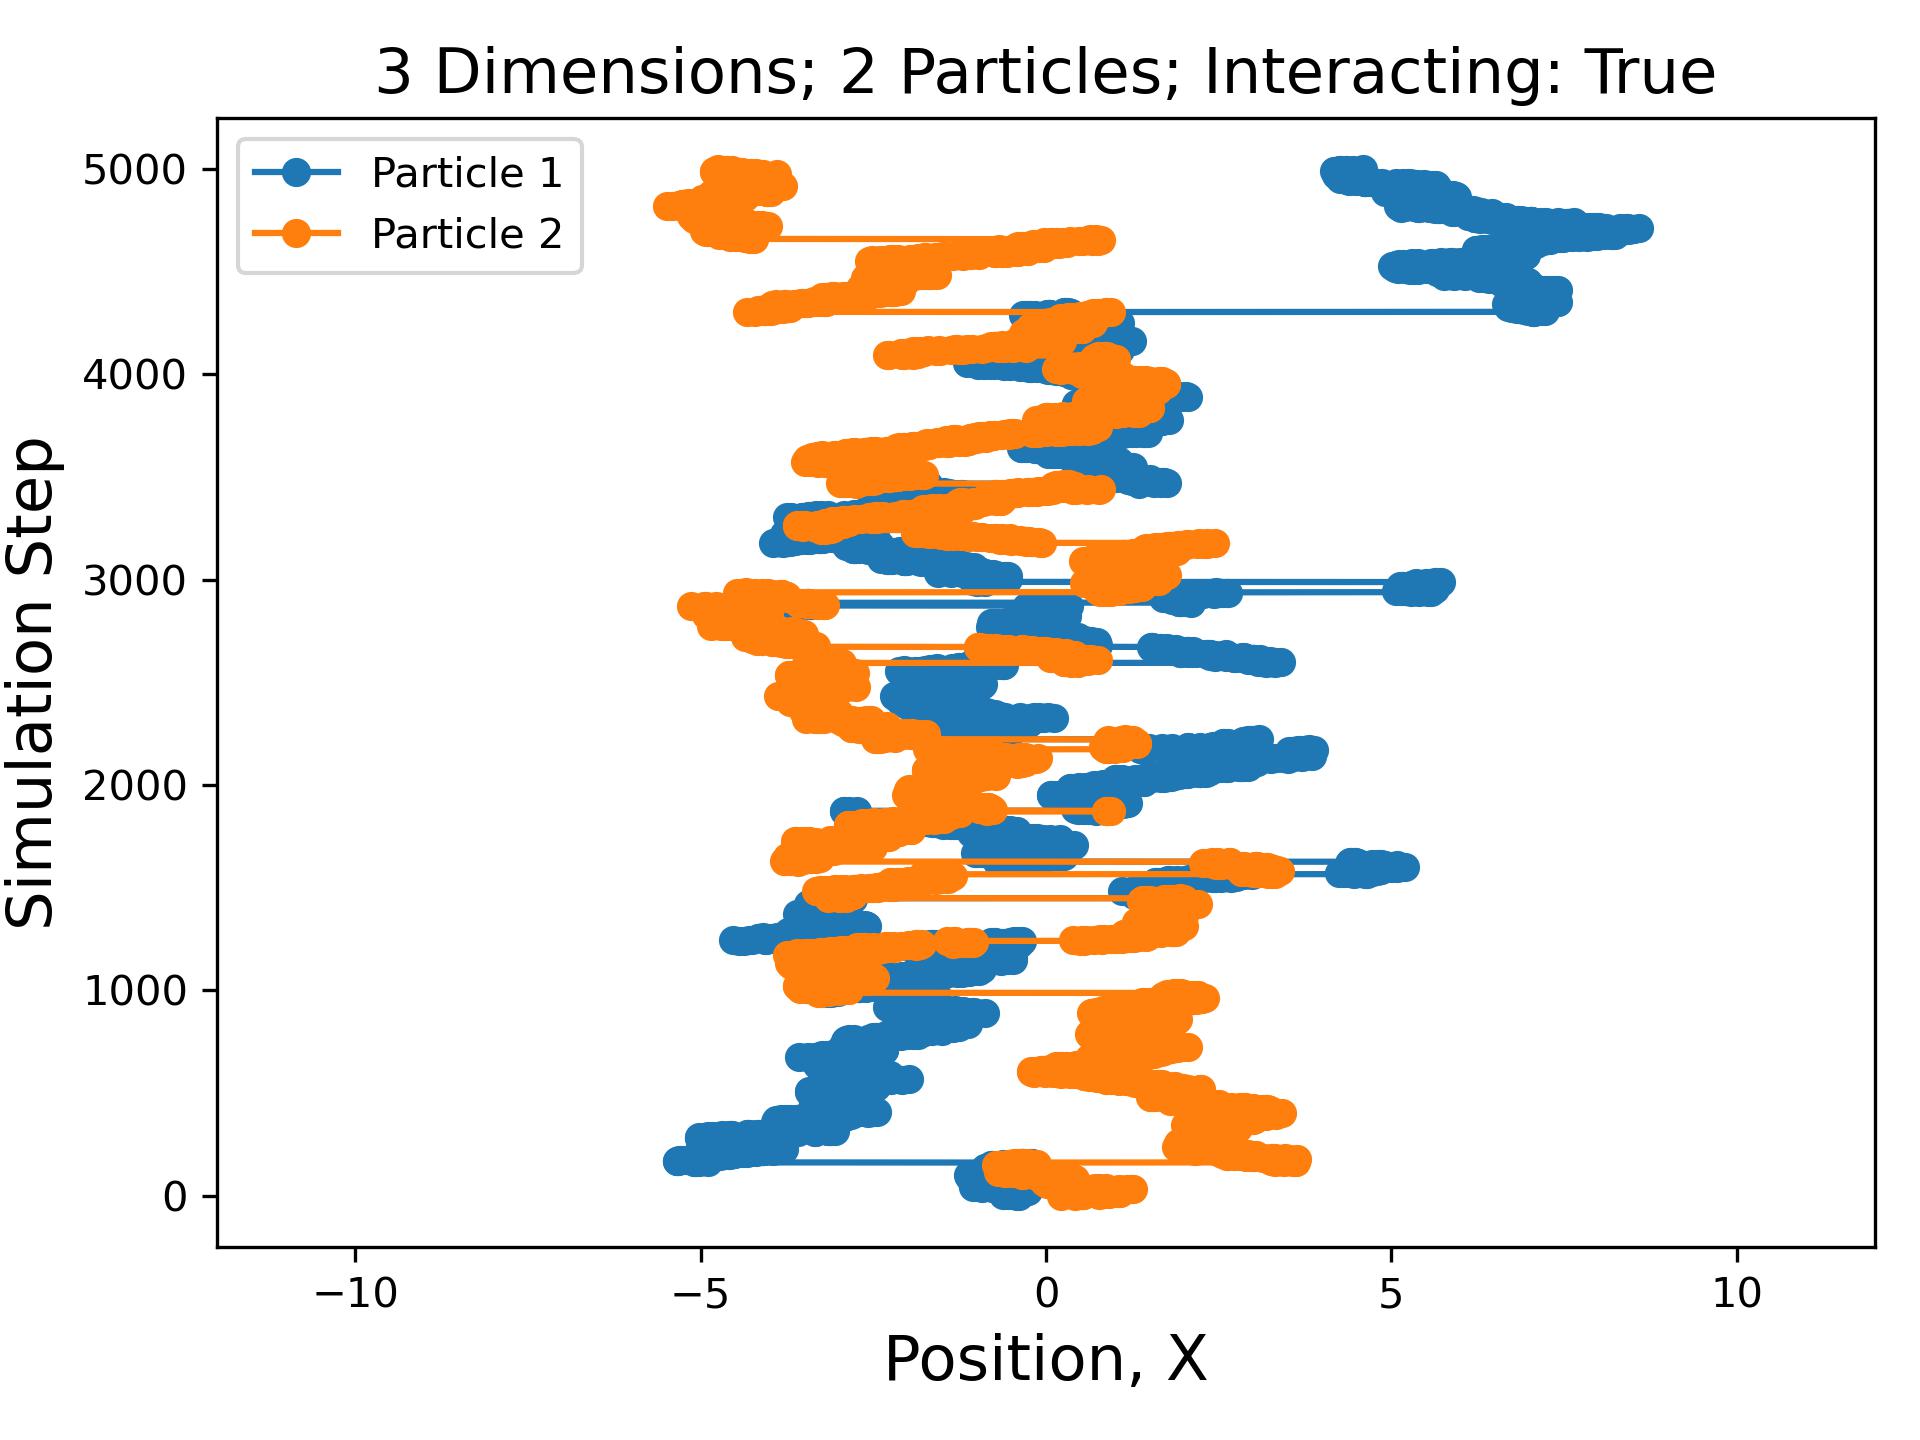 3 Dimensions; 2 Particles; Interacting: True
Particle 1
Particle 2
Simulation Step
5000
4000
3000
2000
1000
0
−10 −5 0 5 10
Position, X